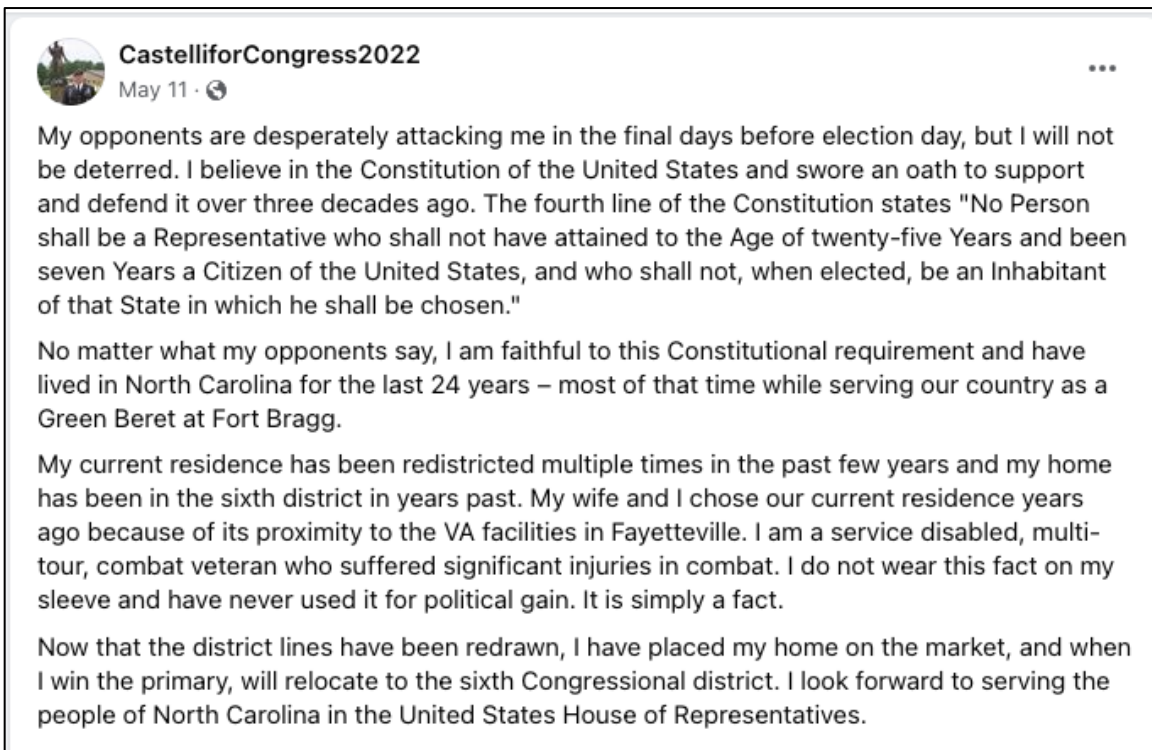 CastelliforCongress2022
May 11 ·
My opponents are desperately attacking me in the final days before election day, but I will not
be deterred. I believe in the Constitution of the United States and swore an oath to support
and defend it over three decades ago. The fourth line of the Constitution states "No Person
shall be a Representative who shall not have attained to the Age of twenty-five Years and been
seven Years a Citizen of the United States, and who shall not, when elected, be an Inhabitant
of that State in which he shall be chosen."
No matter what my opponents say, I am faithful to this Constitutional requirement and have
lived in North Carolina for the last 24 years – most of that time while serving our country as a
Green Beret at Fort Bragg.
My current residence has been redistricted multiple times in the past few years and my home
has been in the sixth district in years past. My wife and I chose our current residence years
ago because of its proximity to the VA facilities in Fayetteville. I am a service disabled, multi-
tour, combat veteran who suffered significant injuries in combat. I do not wear this fact on my
sleeve and have never used it for political gain. It is simply a fact.
Now that the district lines have been redrawn, I have placed my home on the market, and when
I win the primary, will relocate to the sixth Congressional district. I look forward to serving the
people of North Carolina in the United States House of Representatives.